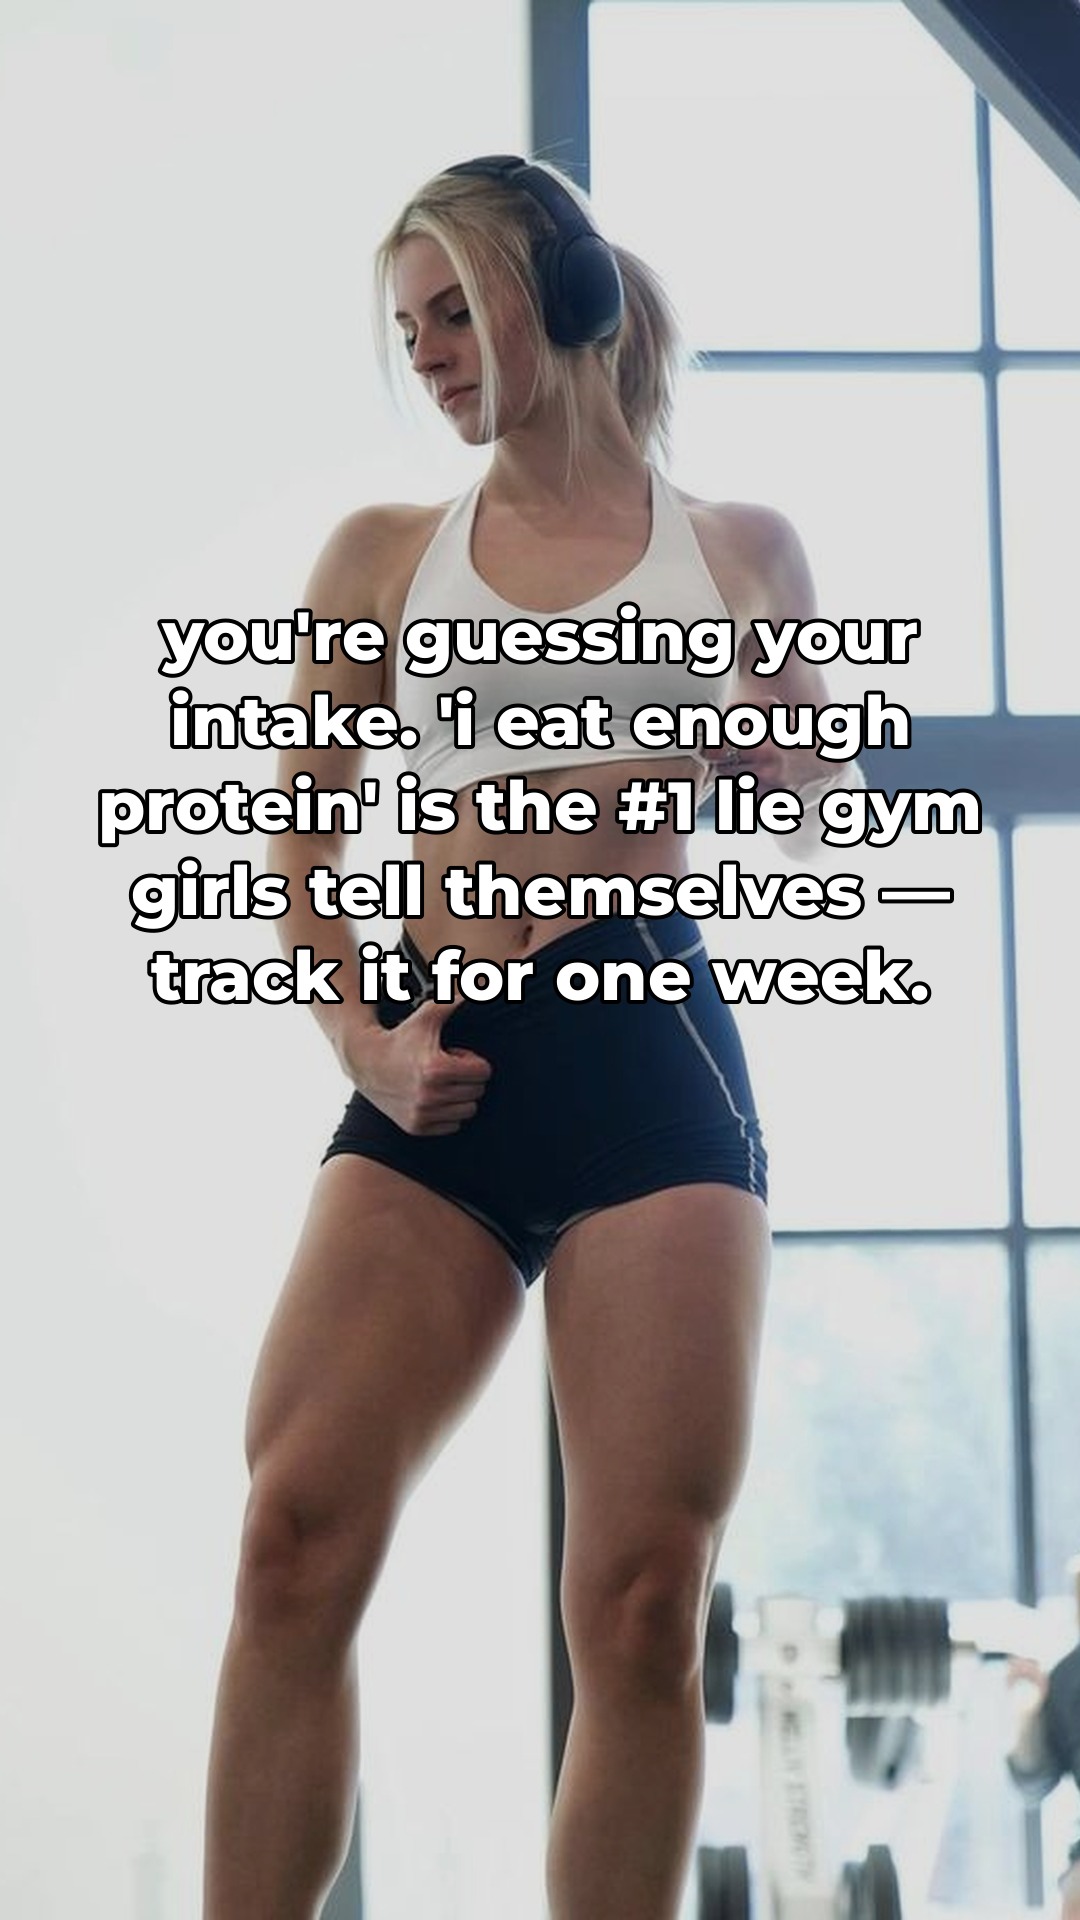 you're guessing your
intake. 'i eat enough
protein' is the #1 lie gym
girls tell themselves —
track it for one week.